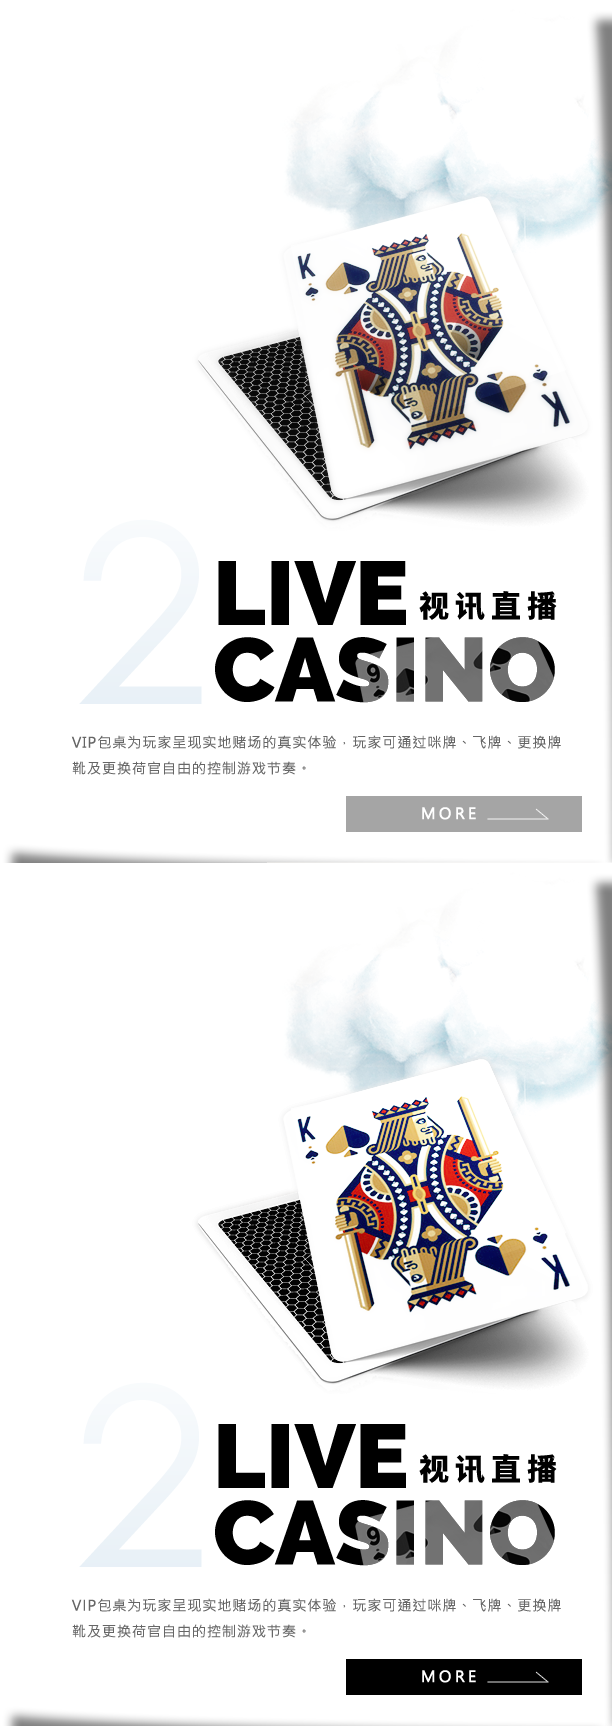 K
K
2
LIVE 视讯直播
CASINO
9
VIP包桌为玩家呈现实地赌场的真实体验，玩家可通过咪牌、飞牌、更换牌
靴及更换荷官自由的控制游戏节奏。
MORE
K
K
2
LIVE 视讯直播
CASINO
9
VIP包桌为玩家呈现实地赌场的真实体验，玩家可通过咪牌、飞牌、更换牌
靴及更换荷官自由的控制游戏节奏。
MORE